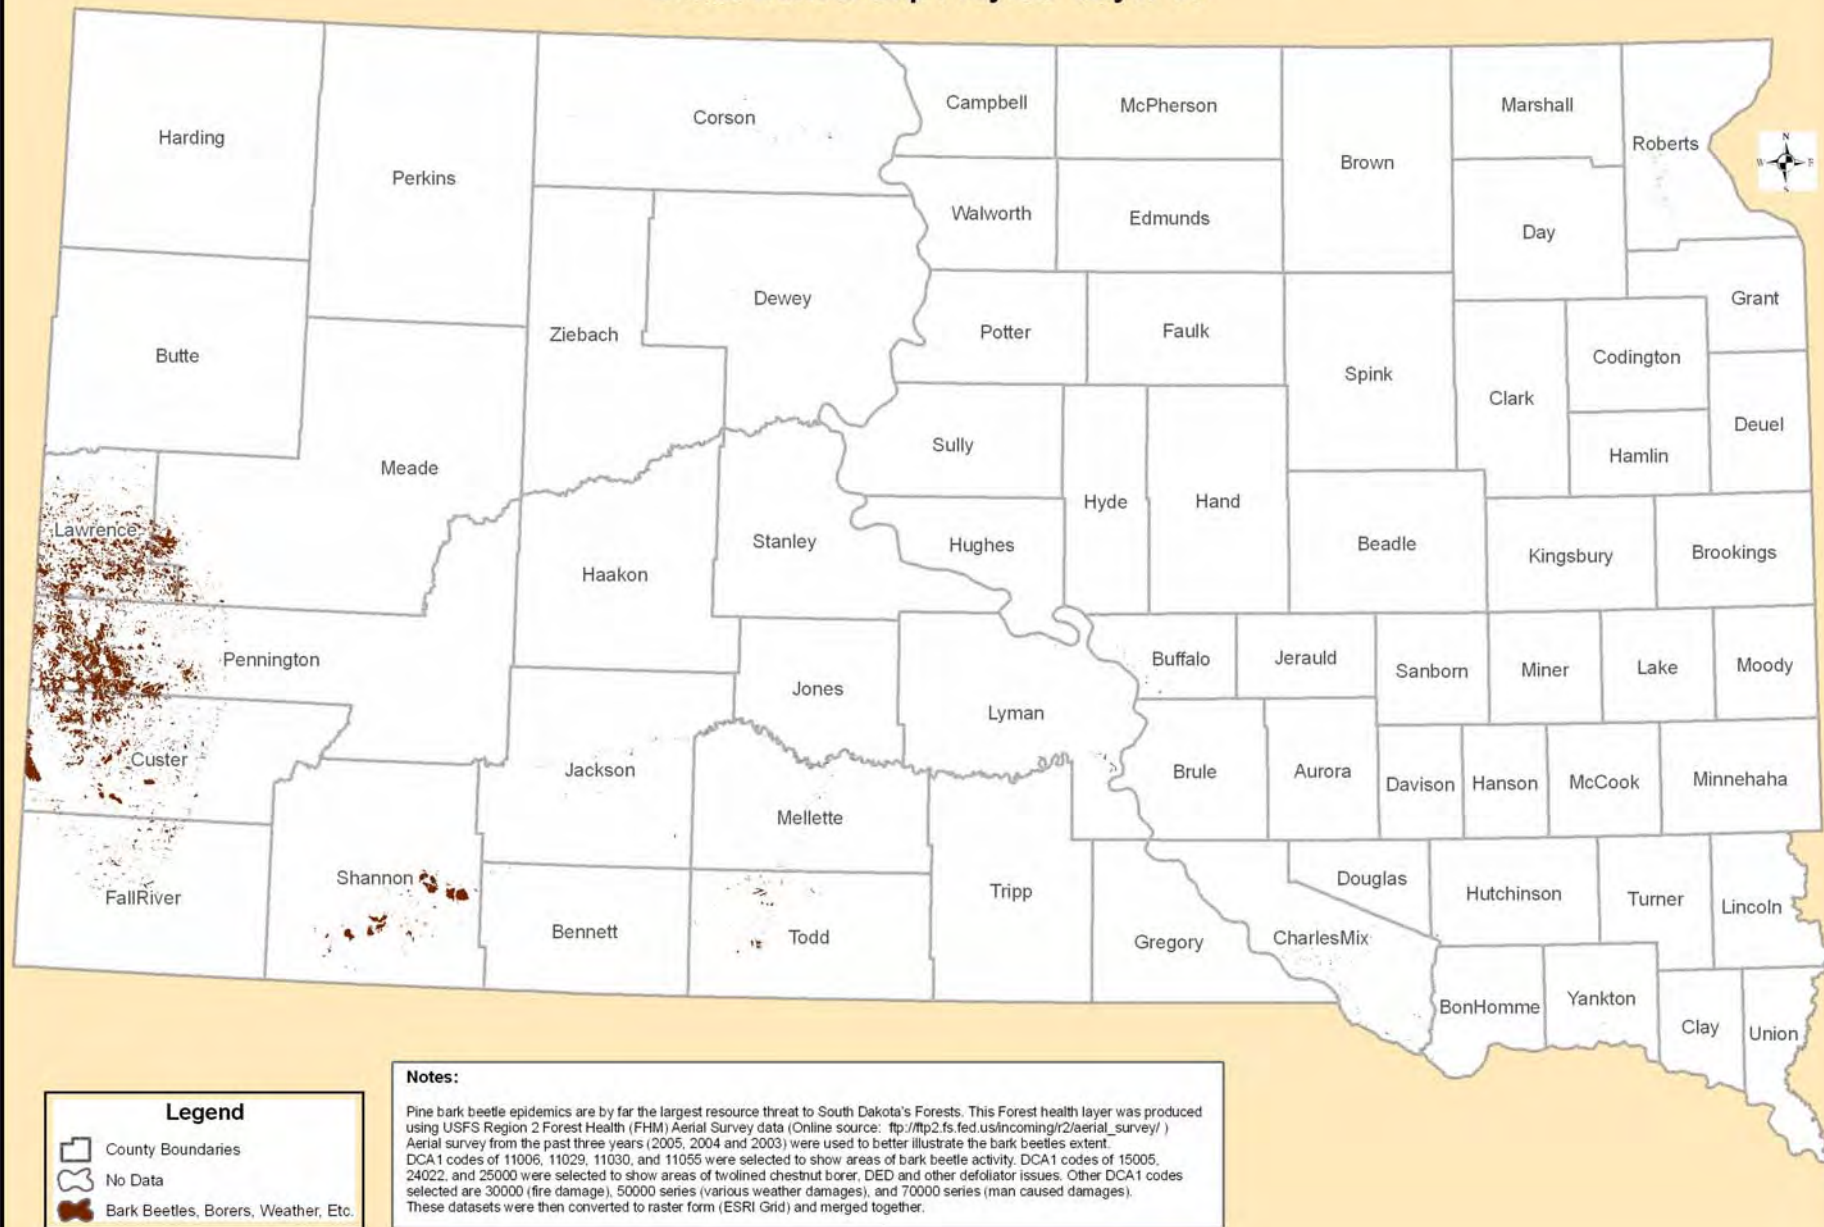 Campbell
McPherson
Marshall
Corson
Harding
Roberts
N
W E
S
Brown
Perkins
Walworth
Edmunds
Day
Dewey
Grant
Ziebach
Potter
Faulk
Butte
Codington
Spink
Clark
Deuel
Sully
Hamlin
Meade
Hyde
Hand
Lawrence
Stanley
Hughes
Beadle
Kingsbury
Brookings
Haakon
Pennington
Buffalo
Jerauld
Sanborn
Miner
Lake
Moody
Jones
Lyman
Custer
Jackson
Brule
Aurora
Davison
Hanson
McCook
Minnehaha
Mellette
Shannon
FallRiver
Tripp
Douglas
Hutchinson
Turner
Lincoln
Bennett
Todd
Gregory
CharlesMix
BonHomme
Yankton
Clay
Union
Legend
County Boundaries
No Data
Bark Beetles, Borers, Weather, Etc.
Notes:
Pine bark beetle epidemics are by far the largest resource threat to South Dakota's Forests. This Forest health layer was produced
using USFS Region 2 Forest Health (FHM) Aerial Survey data (Online source: ftp://ftp2.fs.fed.us/incoming/r2/aerial_survey/ )
Aerial survey from the past three years (2005, 2004 and 2003) were used to better illustrate the bark beetles extent.
DCA1 codes of 11006, 11029, 11030, and 11055 were selected to show areas of bark beetle activity. DCA1 codes of 15005,
24022, and 25000 were selected to show areas of twolined chestnut borer, DED and other defoliator issues. Other DCA1 codes
selected are 30000 (fire damage), 50000 series (various weather damages), and 70000 series (man caused damages).
These datasets were then converted to raster form (ESRI Grid) and merged together.